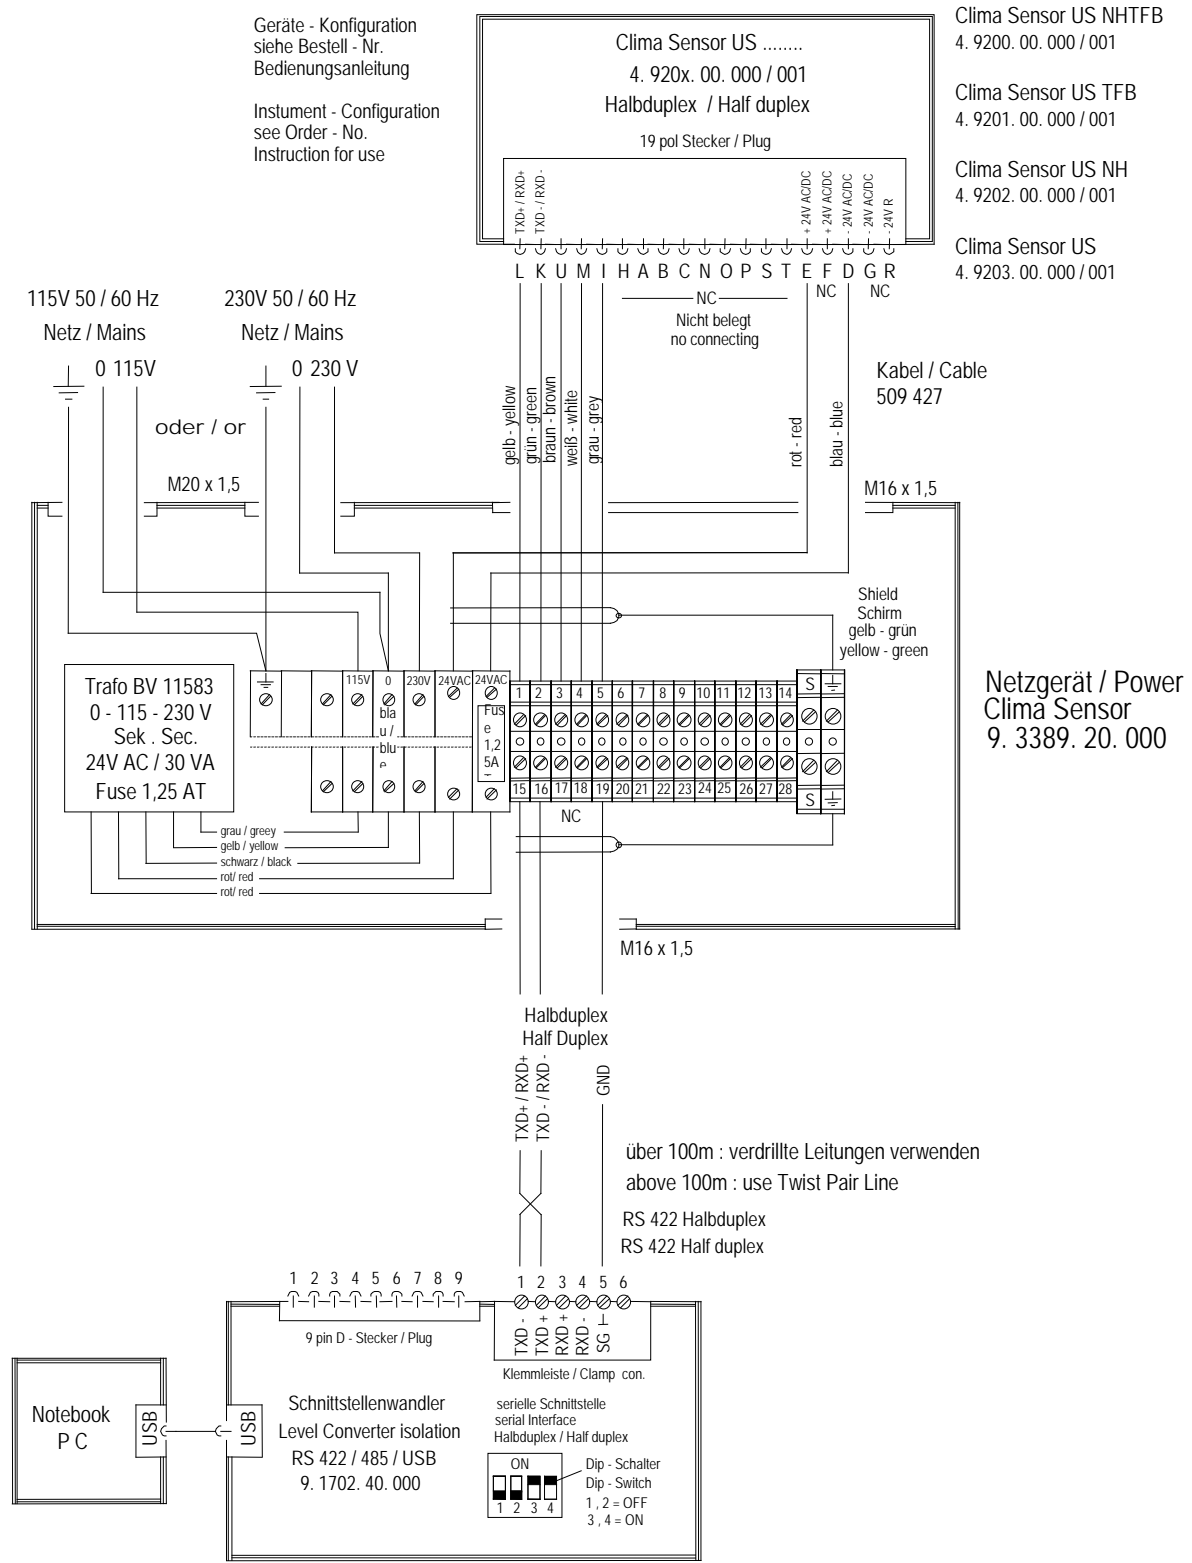 Geräte - Konfiguration
siehe Bestell - Nr.
Bedienungsanleitung
Instument - Configuration
see Order - No.
Instruction for use
Clima Sensor US ........
4. 920x. 00. 000 / 001
Halbduplex / Half duplex
19 pol Stecker / Plug
TXD+ / RXD+
TXD - / RXD -
+ 24V AC/DC
+ 24V AC/DC
- 24V AC/DC
- 24V AC/DC
- 24V R
L K U M I H A B C N O P S T E F D G R
NC
NC
NC
Nicht belegt
no connecting
Clima Sensor US NHTFB
4. 9200. 00. 000 / 001
Clima Sensor US TFB
4. 9201. 00. 000 / 001
Clima Sensor US NH
4. 9202. 00. 000 / 001
Clima Sensor US
4. 9203. 00. 000 / 001
115V 50 / 60 Hz
Netz / Mains
0 115V
230V 50 / 60 Hz
Netz / Mains
0 230 V
oder / or
Kabel / Cable
509 427
gelb - yellow
grün - green
braun - brown
weiß - white
grau - grey
rot - red
blau - blue
M20 x 1,5
M16 x 1,5
Shield
Schirm
gelb - grün
yellow - green
Trafo BV 11583
0 - 115 - 230 V
Sek . Sec.
24V AC / 30 VA
Fuse 1,25 AT
115V 0 230V 24VAC 24VAC
bla
u /
blu
e
Fus
e
1,2
5A
1 2 3 4 5 6 7 8 9 10 11 12 13 14
S
15 16 17 18 19 20 21 22 23 24 25 26 27 28
S
NC
Netzgerät / Power
Clima Sensor
9. 3389. 20. 000
grau / greey
gelb / yellow
schwarz / black
rot/ red
rot/ red
M16 x 1,5
Halbduplex
Half Duplex
TXD+ / RXD+
TXD - / RXD -
GND
über 100m : verdrillte Leitungen verwenden
above 100m : use Twist Pair Line
RS 422 Halbduplex
RS 422 Half duplex
1 2 3 4 5 6 7 8 9
9 pin D - Stecker / Plug
1 2 3 4 5 6
TXD -
TXD +
RXD +
RXD -
SG
Klemmleiste / Clamp con.
Notebook
P C
USB
USB
Schnittstellenwandler
Level Converter isolation
RS 422 / 485 / USB
9. 1702. 40. 000
serielle Schnittstelle
serial Interface
Halbduplex / Half duplex
ON
1 2 3 4
Dip - Schalter
Dip - Switch
1 , 2 = OFF
3 , 4 = ON